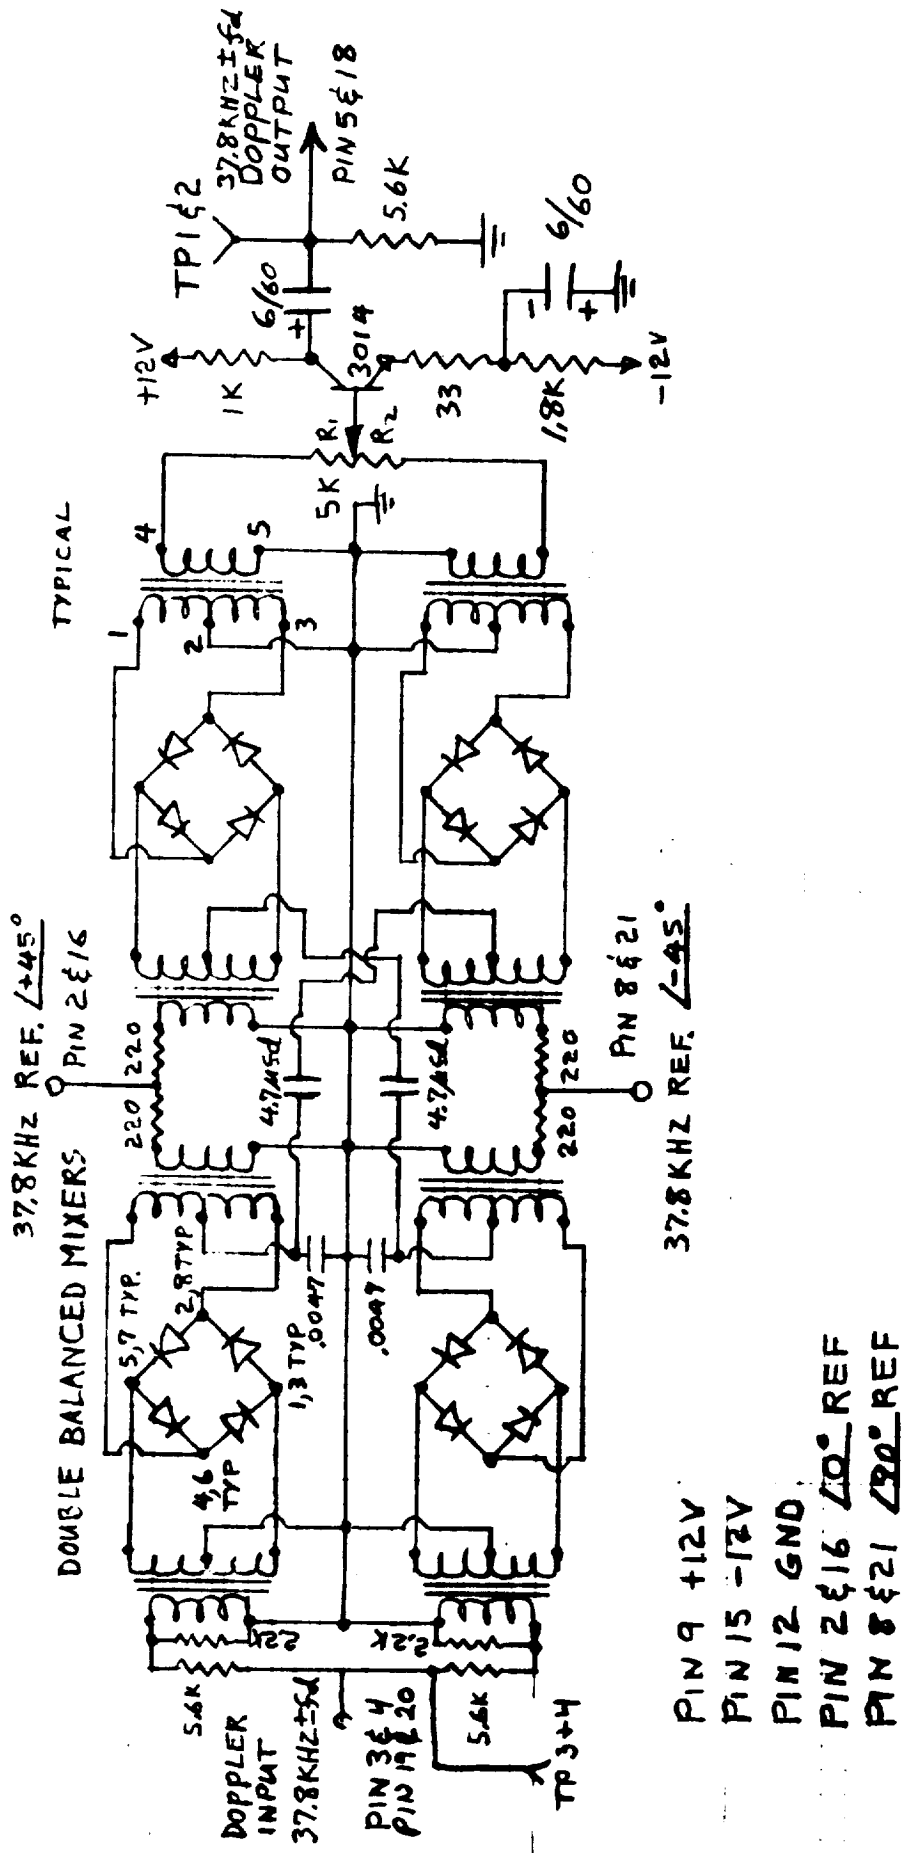 DOUBLE BALANCED MIXERS
37.8KHZ REF. ∠+45°
PIN 2 & 16
TYPICAL
TP1 & 2
37.8KHZ ± fd
DOPPLER
OUTPUT
PIN 5 & 18
+12V
1K
6/60
+
5.6K
3014
R1
R2
5K
33
1.8K
-12V
6/60
-
+
1
2
3
4
5
220
220
4.7µfd
4.7µfd
220
220
5,7 TYP.
2,8 TYP
1,3 TYP
4,6
TYP
.0047
.0047
5.6K
2.2K
2.2K
5.6K
DOPPLER
INPUT
37.8KHZ ± fd
PIN 3 & 4
PIN 19 & 20
TP 3+4
PIN 8 & 21
37.8KHZ REF. ∠-45°
PIN 9 +12V
PIN 15 -12V
PIN 12 GND
PIN 2 & 16 ∠0° REF
PIN 8 & 21 ∠90° REF